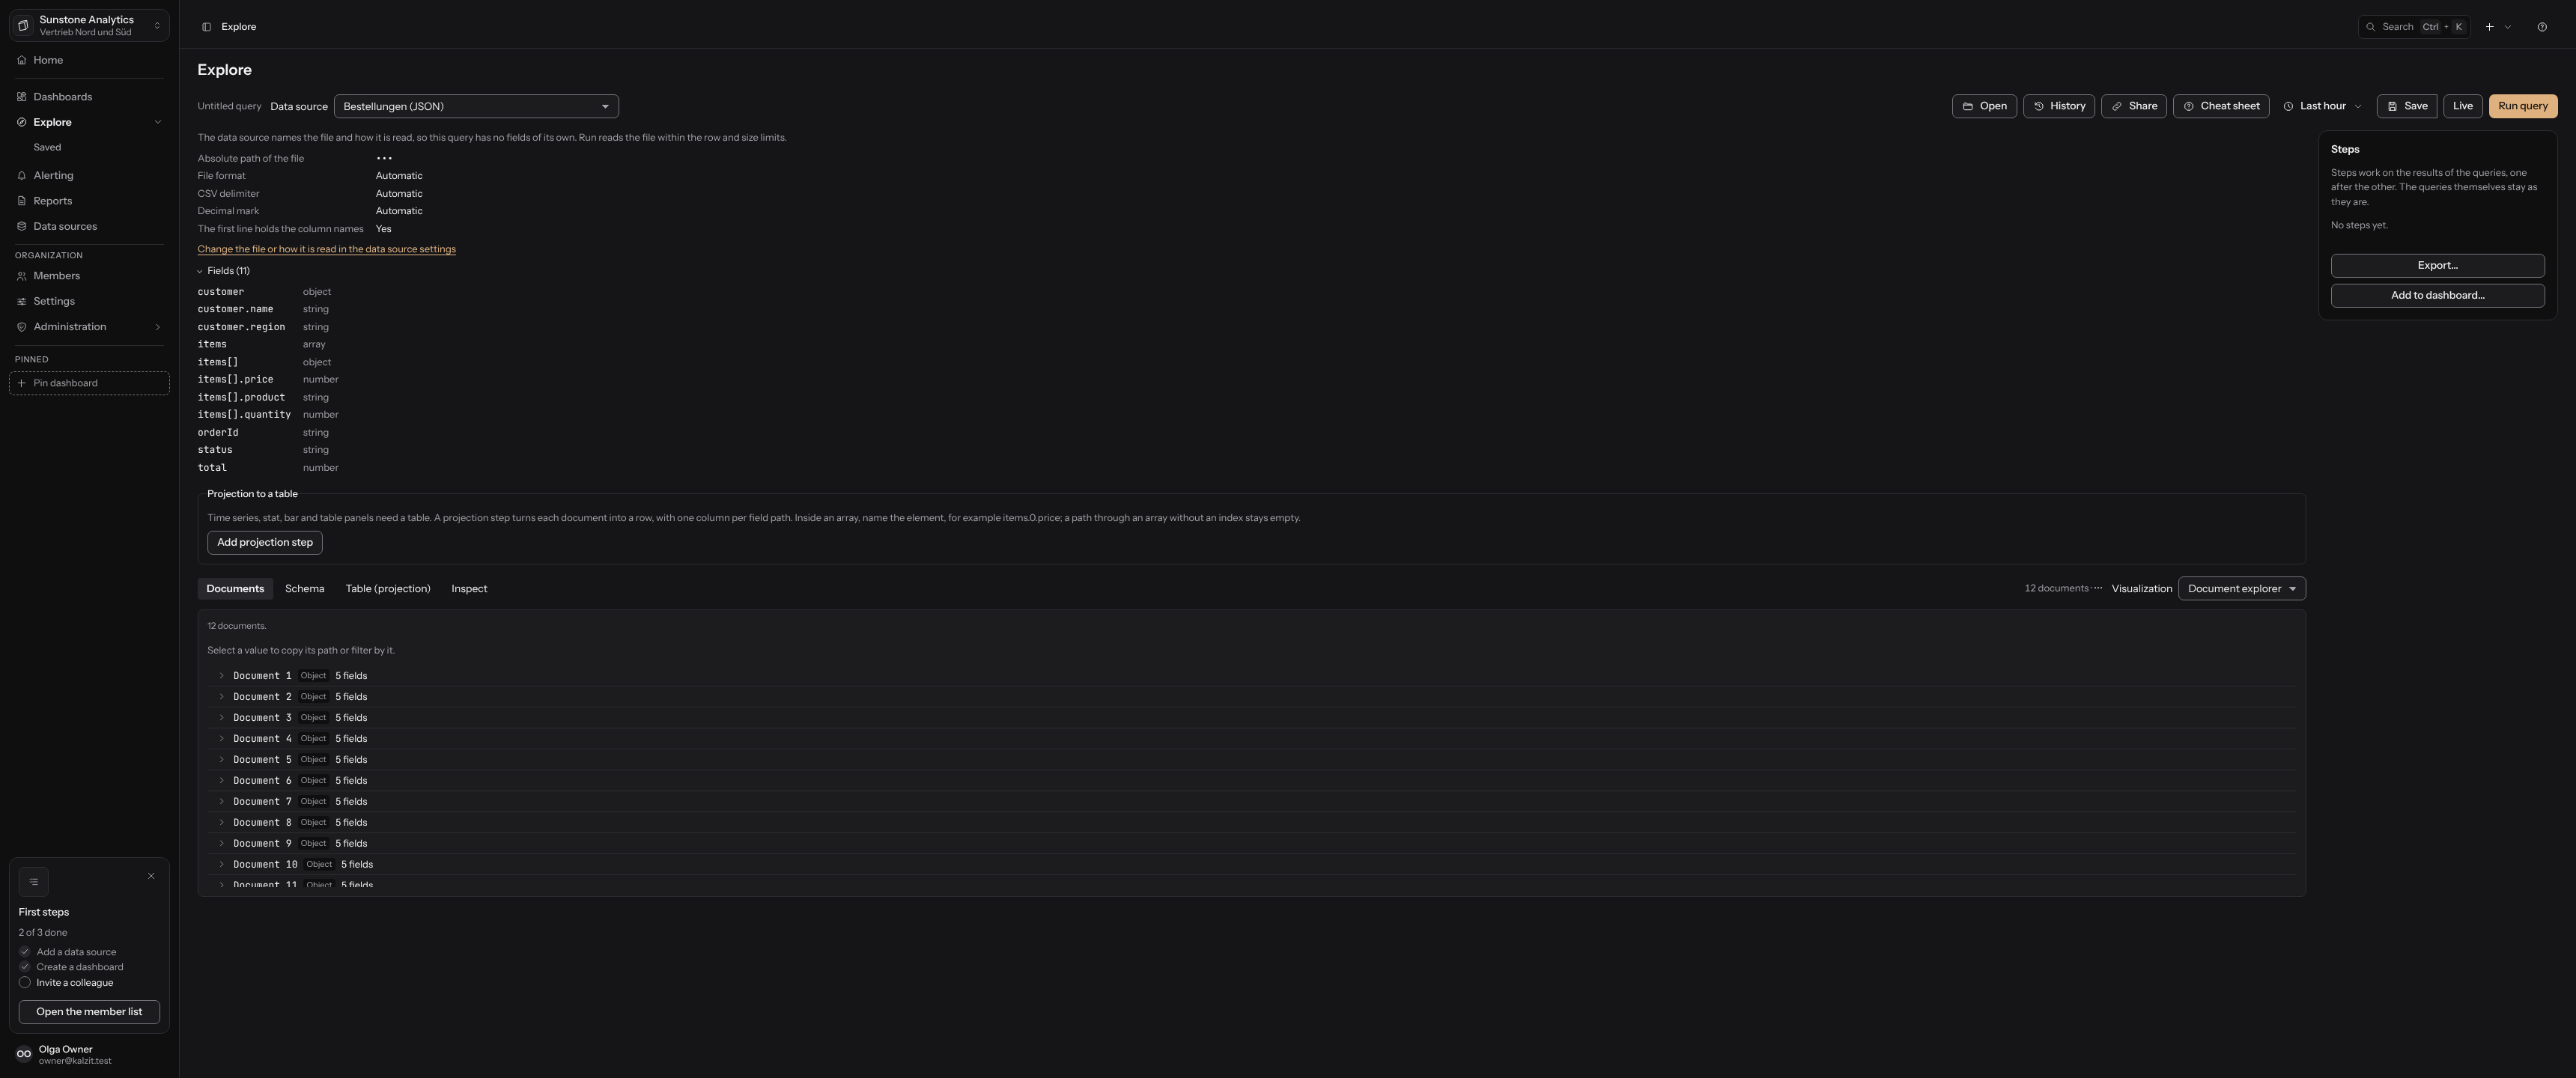 Sunstone Analytics
Vertrieb Nord und Süd
Home
Dashboards
Explore
Saved
Alerting
Reports
Data sources
ORGANIZATION
Members
Settings
Administration
PINNED
Pin dashboard
First steps
2 of 3 done
Add a data source
Create a dashboard
Invite a colleague
Open the member list
OO
Olga Owner
owner@kalzit.test
Explore
Search Ctrl + K
Explore
Untitled query Data source Bestellungen (JSON)
Open History Share Cheat sheet Last hour Save Live Run query
The data source names the file and how it is read, so this query has no fields of its own. Run reads the file within the row and size limits.
Absolute path of the file •••
File format Automatic
CSV delimiter Automatic
Decimal mark Automatic
The first line holds the column names Yes
Change the file or how it is read in the data source settings
Fields (11)
customer object
customer.name string
customer.region string
items array
items[] object
items[].price number
items[].product string
items[].quantity number
orderId string
status string
total number
Projection to a table
Time series, stat, bar and table panels need a table. A projection step turns each document into a row, with one column per field path. Inside an array, name the element, for example items.0.price; a path through an array without an index stays empty.
Add projection step
Documents Schema Table (projection) Inspect
12 documents · ••• Visualization Document explorer
12 documents.
Select a value to copy its path or filter by it.
Document 1 Object 5 fields
Document 2 Object 5 fields
Document 3 Object 5 fields
Document 4 Object 5 fields
Document 5 Object 5 fields
Document 6 Object 5 fields
Document 7 Object 5 fields
Document 8 Object 5 fields
Document 9 Object 5 fields
Document 10 Object 5 fields
Document 11 Object 5 fields
Steps
Steps work on the results of the queries, one
after the other. The queries themselves stay as
they are.
No steps yet.
Export...
Add to dashboard...